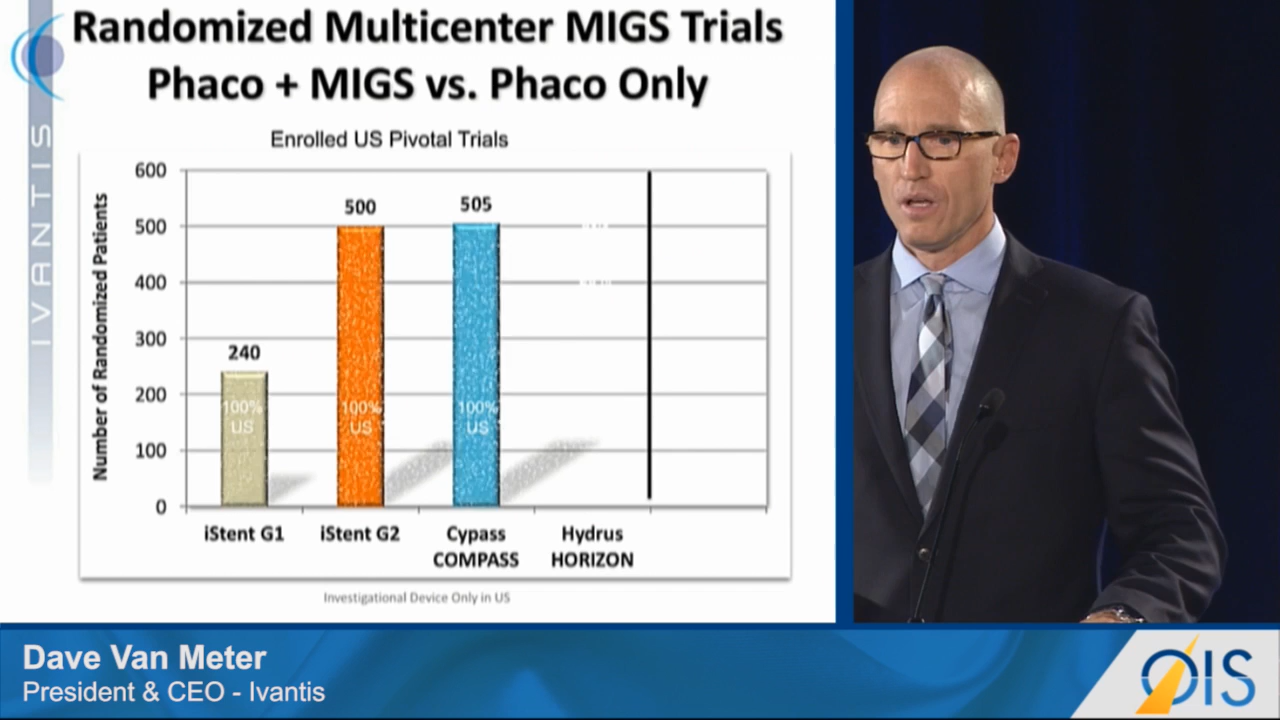 Randomized Multicenter MIGS Trials
Phaco + MIGS vs. Phaco Only
IVANTIS
Enrolled US Pivotal Trials
Number of Randomized Patients
600
500
400
300
200
100
0
240
500
505
100%
US
100%
US
100%
US
iStent G1
iStent G2
Cypass
COMPASS
Hydrus
HORIZON
Investigational Device Only in US
Dave Van Meter
President & CEO - Ivantis
OIS